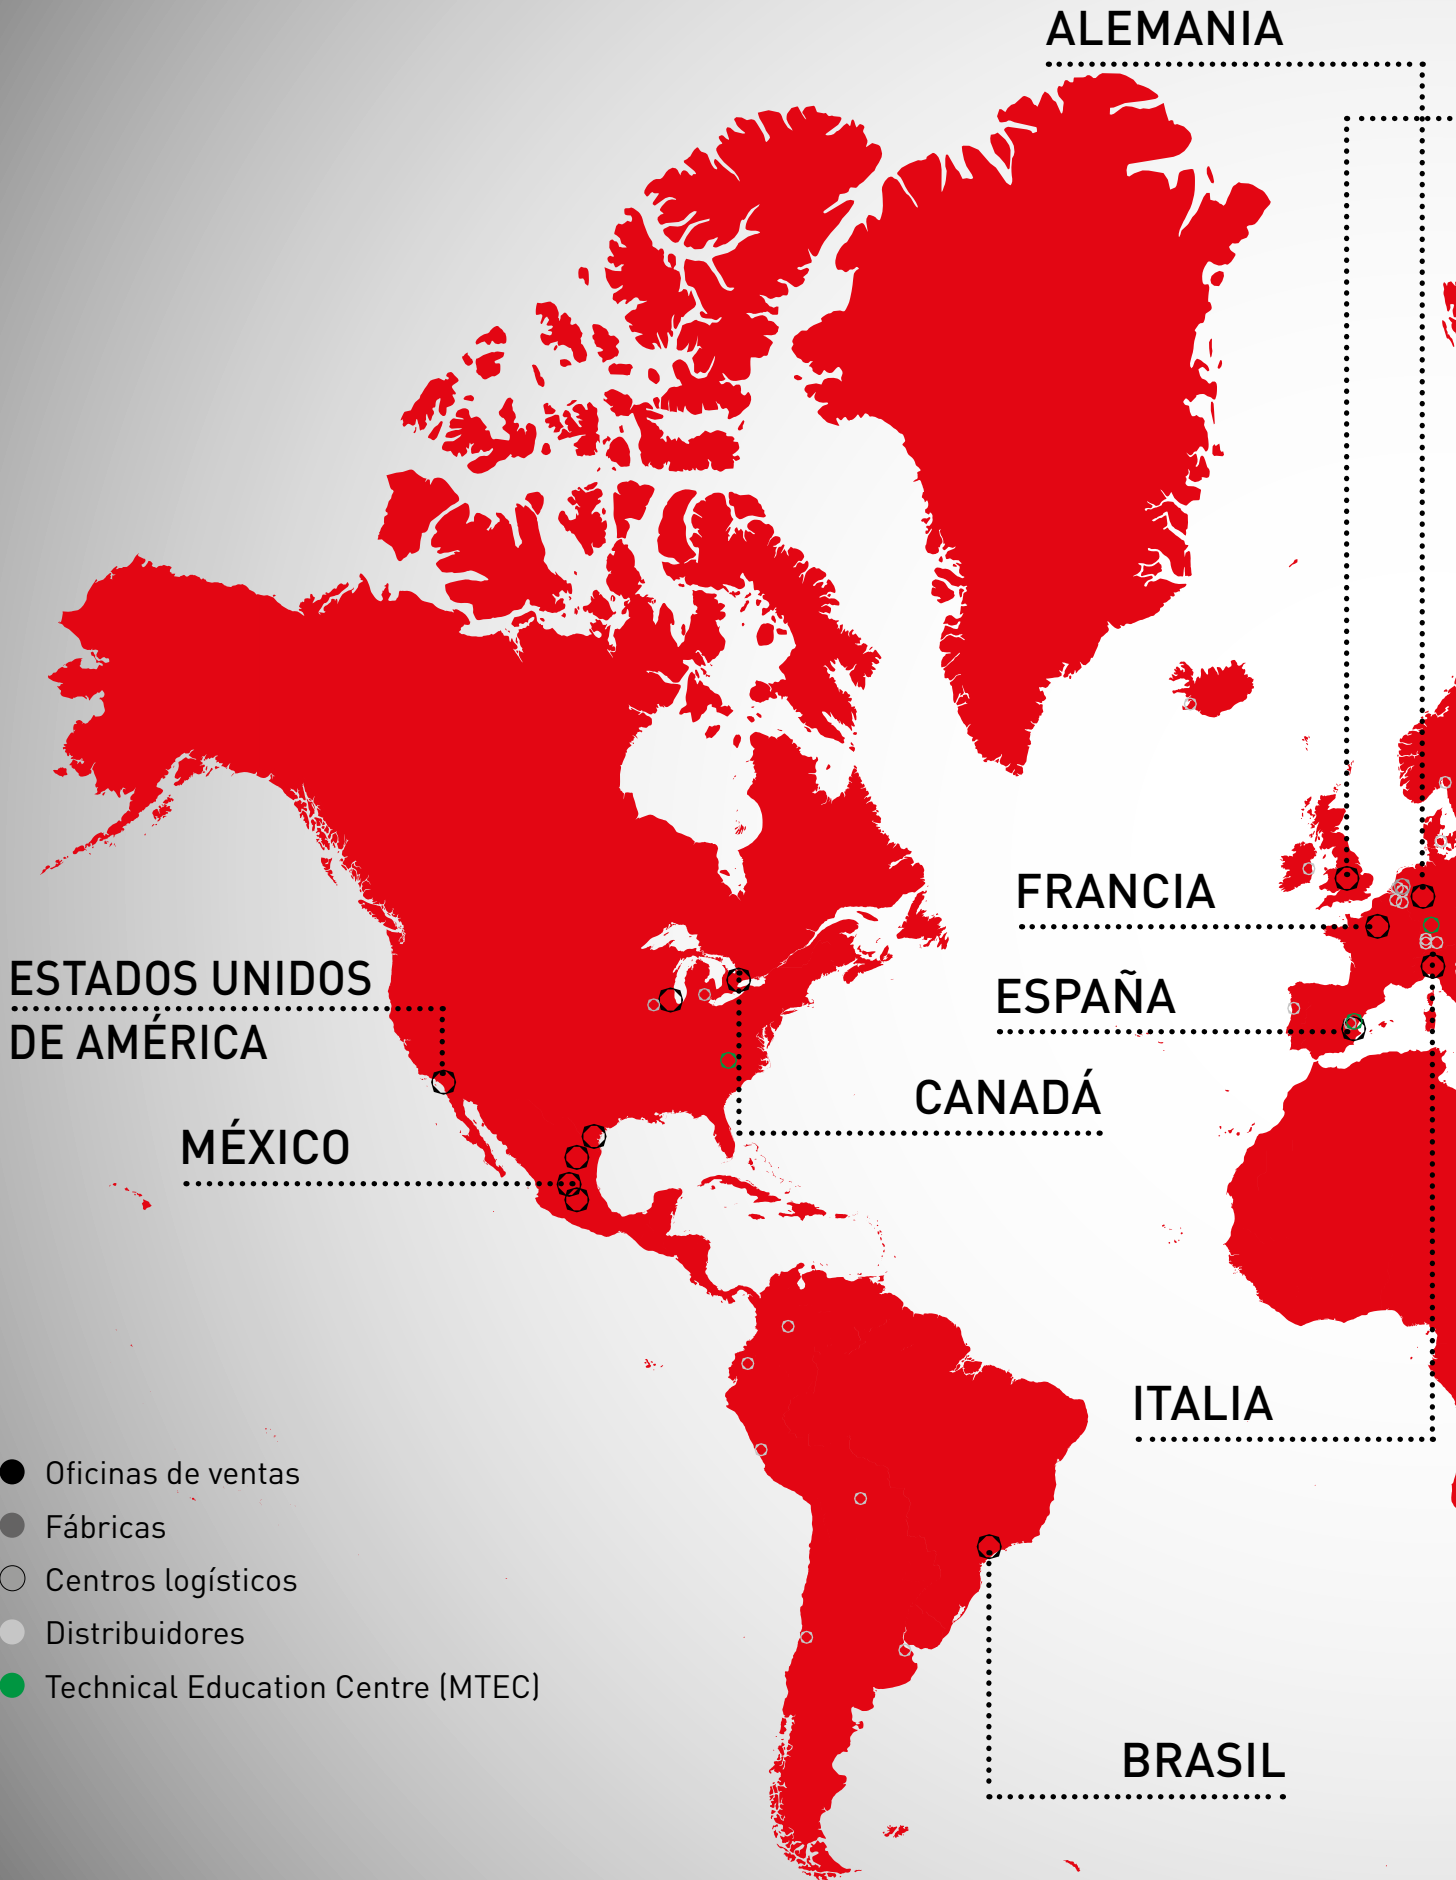 ALEMANIA
FRANCIA
ESTADOS UNIDOS
DE AMÉRICA
ESPAÑA
CANADÁ
MÉXICO
ITALIA
Oficinas de ventas
Fábricas
Centros logísticos
Distribuidores
Technical Education Centre (MTEC)
BRASIL